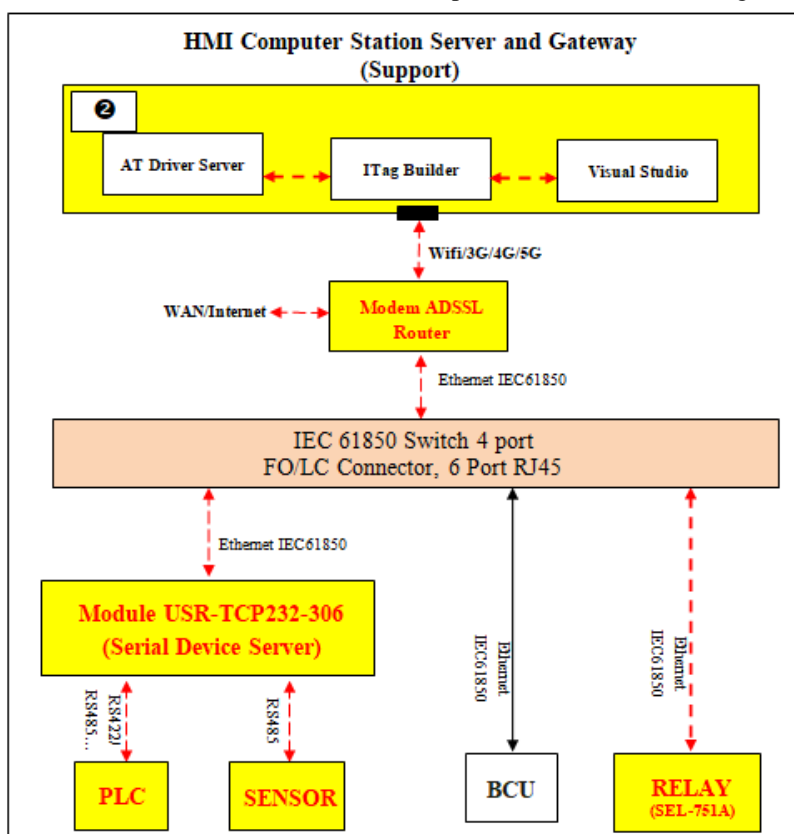 HMI Computer Station Server and Gateway
(Support)
❷
AT Driver Server
ITag Builder
Visual Studio
Wifi/3G/4G/5G
WAN/Internet
Modem ADSSL
Router
Ethernet IEC61850
IEC 61850 Switch 4 port
FO/LC Connector, 6 Port RJ45
Ethernet IEC61850
Module USR-TCP232-306
(Serial Device Server)
RS422/
RS485...
RS485
Ethernet
IEC61850
Ethernet
IEC61850
PLC
SENSOR
BCU
RELAY
(SEL-751A)